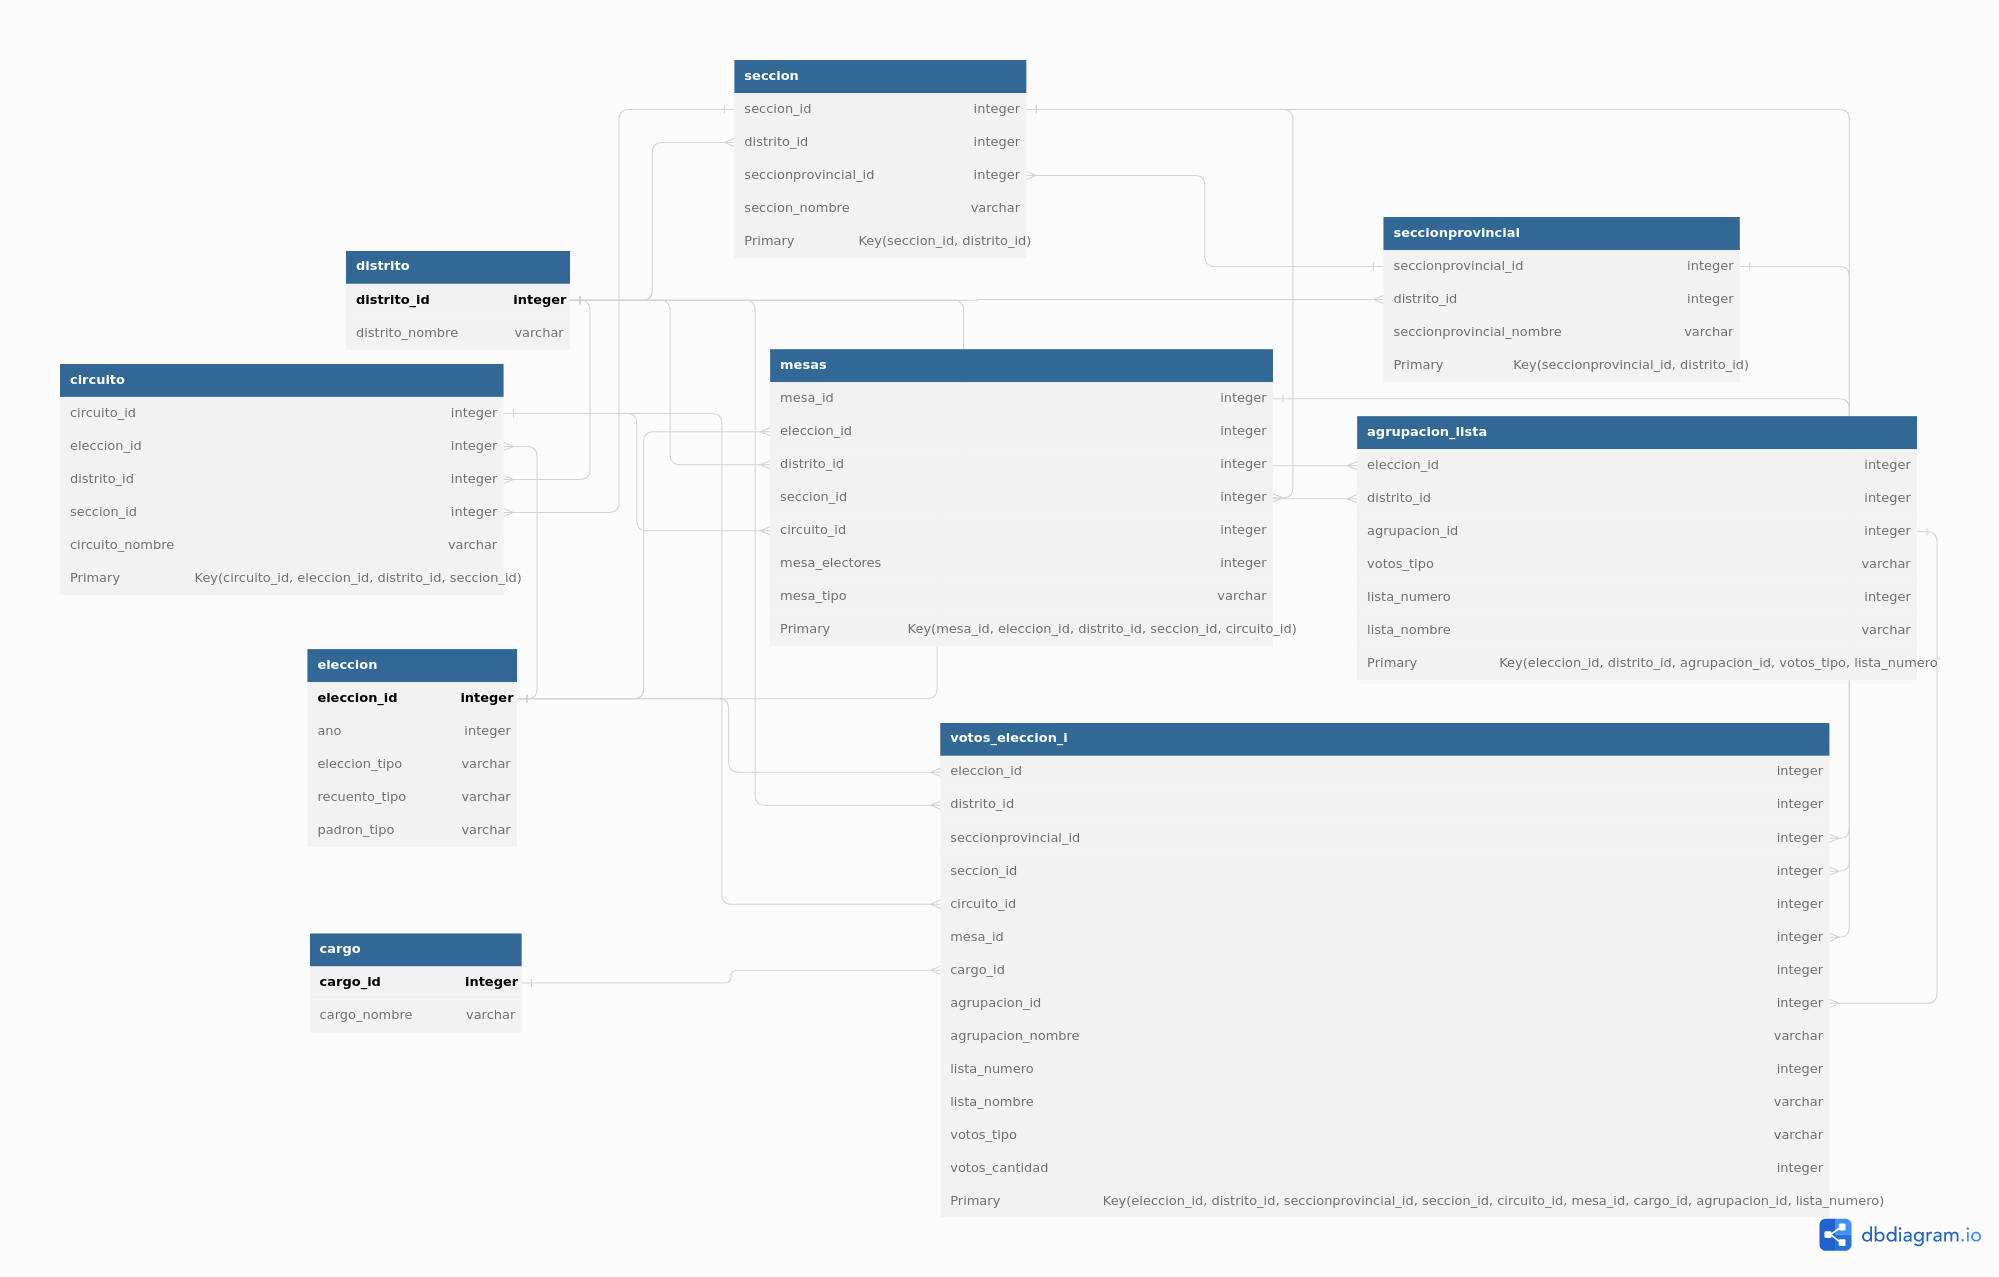 seccion
seccion_id integer
distrito_id integer
seccionprovincial_id integer
seccion_nombre varchar
Primary Key(seccion_id, distrito_id)
seccionprovincial
seccionprovincial_id integer
distrito_id integer
seccionprovincial_nombre varchar
Primary Key(seccionprovincial_id, distrito_id)
distrito
distrito_id integer
distrito_nombre varchar
circuito
circuito_id integer
eleccion_id integer
distrito_id integer
seccion_id integer
circuito_nombre varchar
Primary Key(circuito_id, eleccion_id, distrito_id, seccion_id)
mesas
mesa_id integer
eleccion_id integer
distrito_id integer
seccion_id integer
circuito_id integer
mesa_electores integer
mesa_tipo varchar
Primary Key(mesa_id, eleccion_id, distrito_id, seccion_id, circuito_id)
agrupacion_lista
eleccion_id integer
distrito_id integer
agrupacion_id integer
votos_tipo varchar
lista_numero integer
lista_nombre varchar
Primary Key(eleccion_id, distrito_id, agrupacion_id, votos_tipo, lista_numero)
eleccion
eleccion_id integer
ano integer
eleccion_tipo varchar
recuento_tipo varchar
padron_tipo varchar
votos_eleccion_i
eleccion_id integer
distrito_id integer
seccionprovincial_id integer
seccion_id integer
circuito_id integer
mesa_id integer
cargo_id integer
agrupacion_id integer
agrupacion_nombre varchar
lista_numero integer
lista_nombre varchar
votos_tipo varchar
votos_cantidad integer
Primary Key(eleccion_id, distrito_id, seccionprovincial_id, seccion_id, circuito_id, mesa_id, cargo_id, agrupacion_id, lista_numero)
cargo
cargo_id integer
cargo_nombre varchar
dbdiagram.io